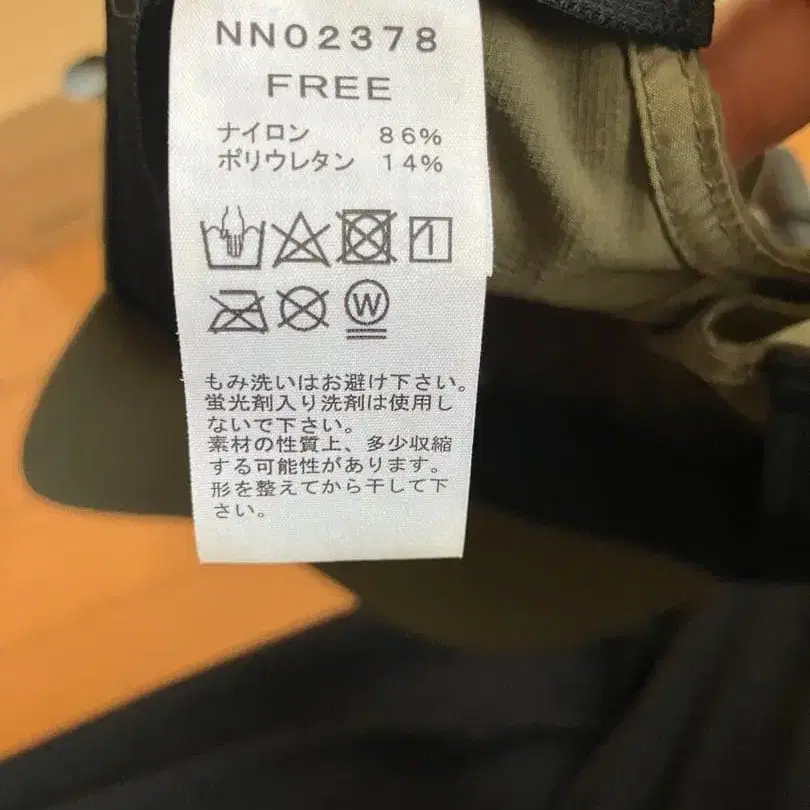 NN02378
FREE
ナイロン 86%
ポリウレタン 14%
W
もみ洗いはお避け下さい。
蛍光剤入り洗剤は使用し
ないで下さい。
素材の性質上、多少収縮
する可能性があります。
形を整えてから干して下
さい。